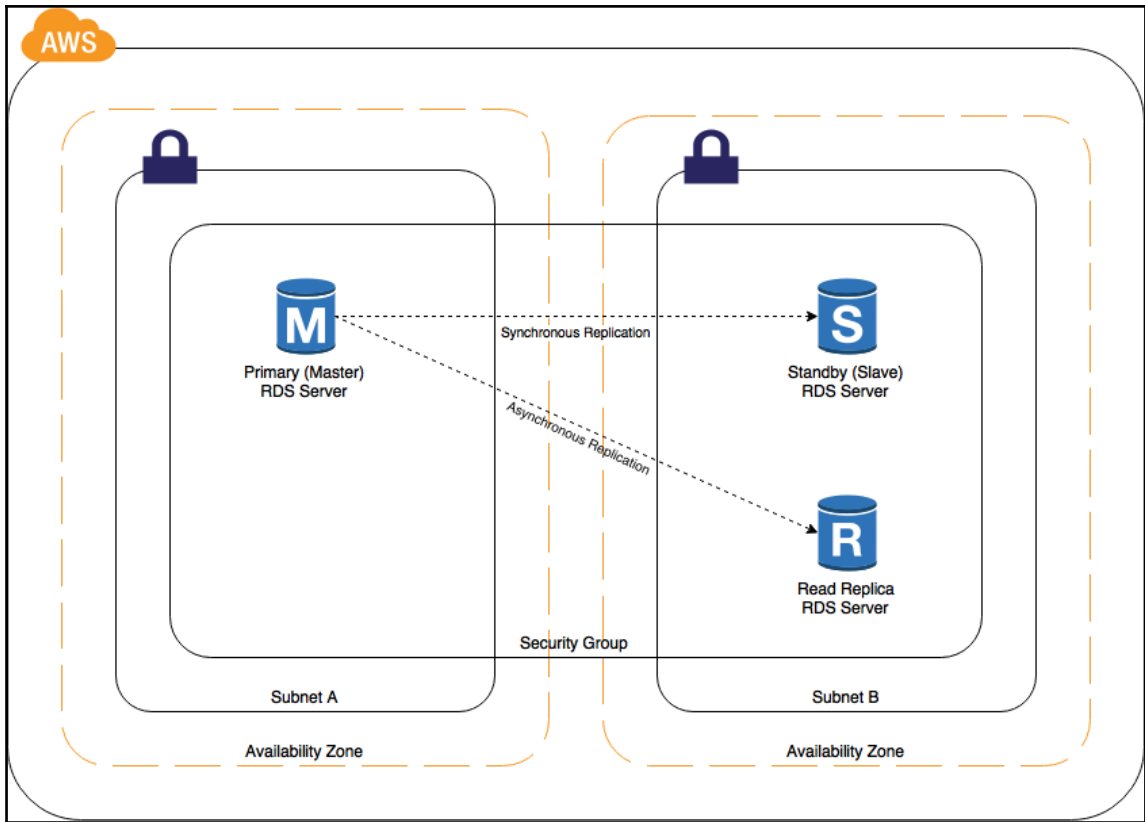 AWS
M
Primary (Master)
RDS Server
Synchronous Replication
S
Standby (Slave)
RDS Server
Asynchronous Replication
R
Read Replica
RDS Server
Security Group
Subnet A
Subnet B
Availability Zone
Availability Zone